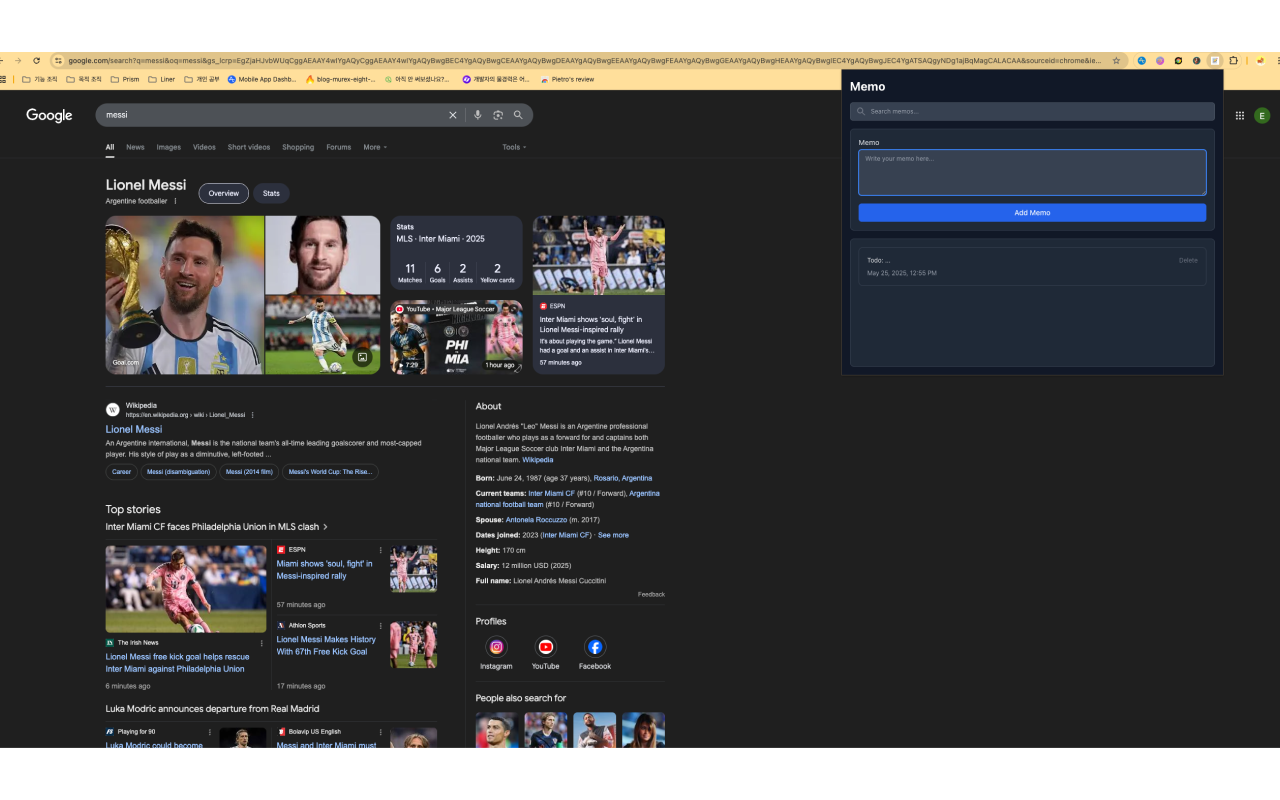 google.com/search?q=messi&oq=messi&gs_lcrp=EgZjaHJvbWUqCggAEAAY4wIYgAQyCggAEAAY4wIYgAQyBwgBEC4YgAQyBwgCEAAYgAQyBwgDEAAYgAQyBwgEEAAYgAQyBwgFEAAYgAQyBwgGEAAYgAQyBwgHEAAYgAQyBwgIEC4YgAQyBwgJEC4YgATSAQgyNDg1ajBqMagCALACAA&sourceid=chrome&ie...
기능 조직
목적 조직
Prism
Liner
개인 공부
Mobile App Dashb...
blog-murex-eight-...
아직 안 써보셨나요?...
개발자의 물경력은 어...
Pietro's review
Google
messi
E
All
News
Images
Videos
Short videos
Shopping
Forums
More
Tools
Lionel Messi
Argentine footballer
Overview
Stats
Goal.com
Stats
MLS · Inter Miami · 2025
11 6 2 2
Matches Goals Assists Yellow cards
YouTube • Major League Soccer
PHI
MIA
7:29
1 hour ago
ESPN
Inter Miami shows 'soul, fight' in
Lionel Messi-inspired rally
It's about playing the game." Lionel Messi
had a goal and an assist in Inter Miami's...
57 minutes ago
W
Wikipedia
https://en.wikipedia.org › wiki › Lionel_Messi
Lionel Messi
An Argentine international, Messi is the national team's all-time leading goalscorer and most-capped
player. His style of play as a diminutive, left-footed ...
Career
Messi (disambiguation)
Messi (2014 film)
Messi's World Cup: The Rise...
Top stories
Inter Miami CF faces Philadelphia Union in MLS clash
The Irish News
Lionel Messi free kick goal helps rescue
Inter Miami against Philadelphia Union
6 minutes ago
ESPN
Miami shows 'soul, fight' in
Messi-inspired rally
57 minutes ago
Athlon Sports
Lionel Messi Makes History
With 67th Free Kick Goal
17 minutes ago
Luka Modric announces departure from Real Madrid
Playing for 90
Luka Modric could become
Bolavip US English
Messi and Inter Miami must
About
Lionel Andrés "Leo" Messi is an Argentine professional
footballer who plays as a forward for and captains both
Major League Soccer club Inter Miami and the Argentina
national team. Wikipedia
Born: June 24, 1987 (age 37 years), Rosario, Argentina
Current teams: Inter Miami CF (#10 / Forward), Argentina
national football team (#10 / Forward)
Spouse: Antonela Roccuzzo (m. 2017)
Dates joined: 2023 (Inter Miami CF) · See more
Height: 170 cm
Salary: 12 million USD (2025)
Full name: Lionel Andrés Messi Cuccitini
Feedback
Profiles
Instagram
YouTube
Facebook
People also search for
Memo
Search memos...
Memo
Write your memo here...
Add Memo
Todo: ...
Delete
May 25, 2025, 12:55 PM